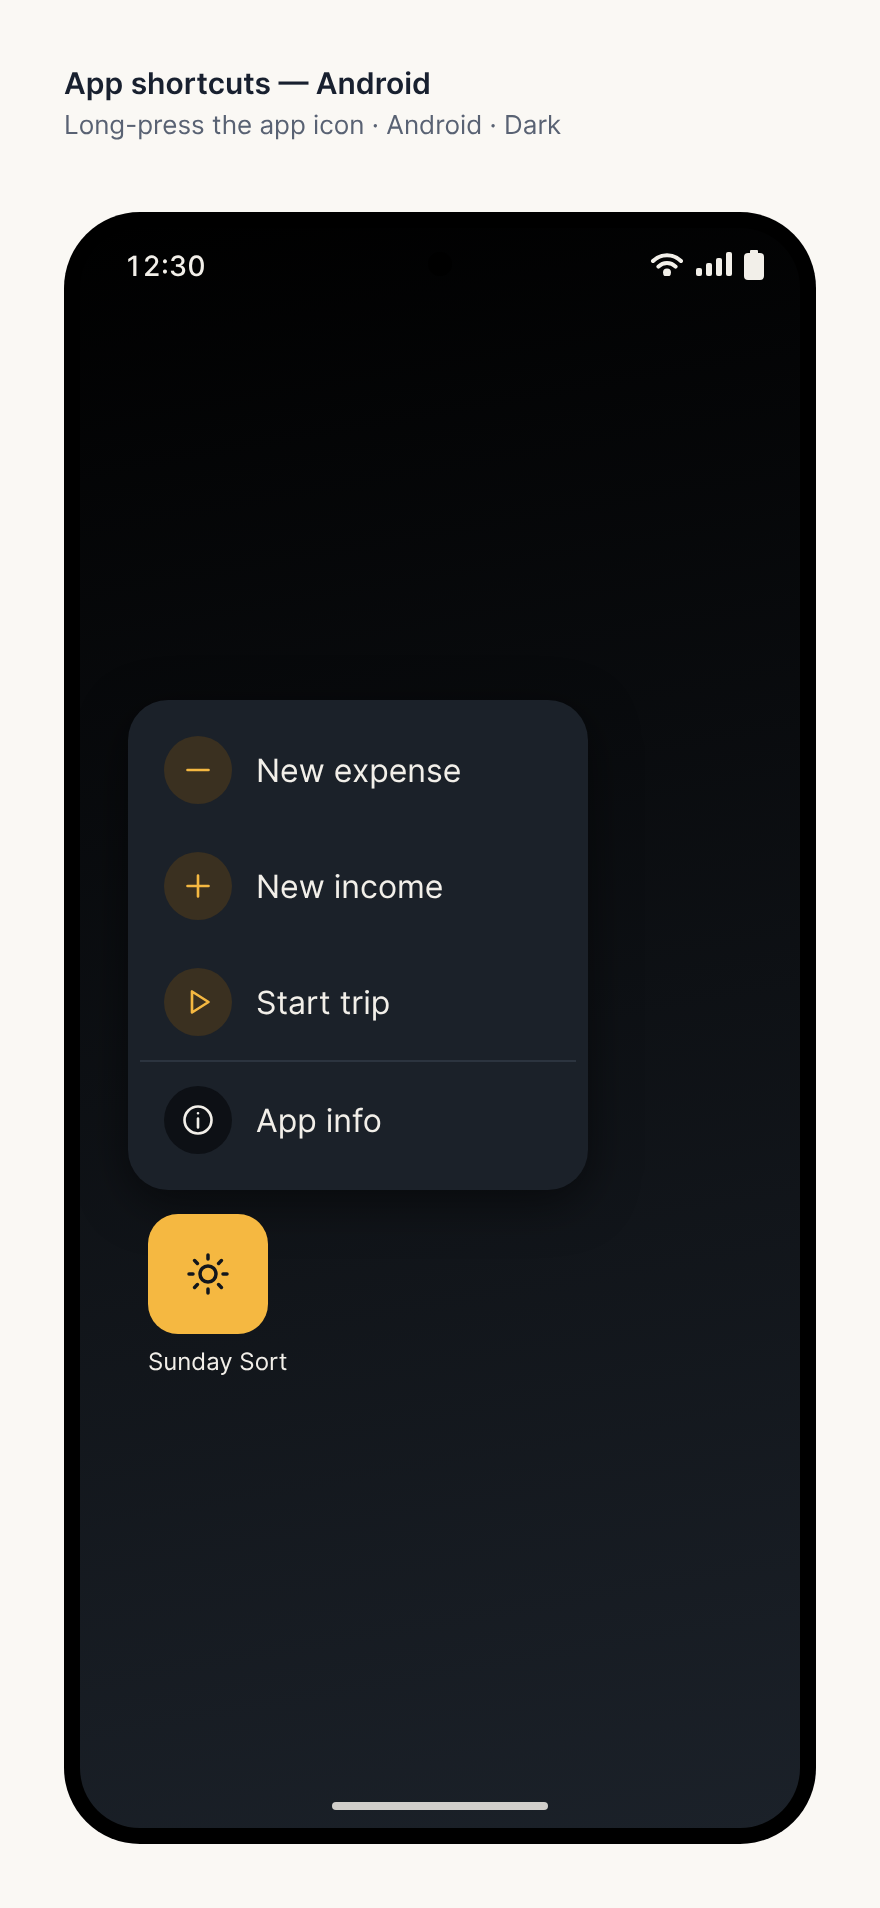 App shortcuts — Android
Long-press the app icon · Android · Dark
12:30
New expense
New income
Start trip
App info
Sunday Sort